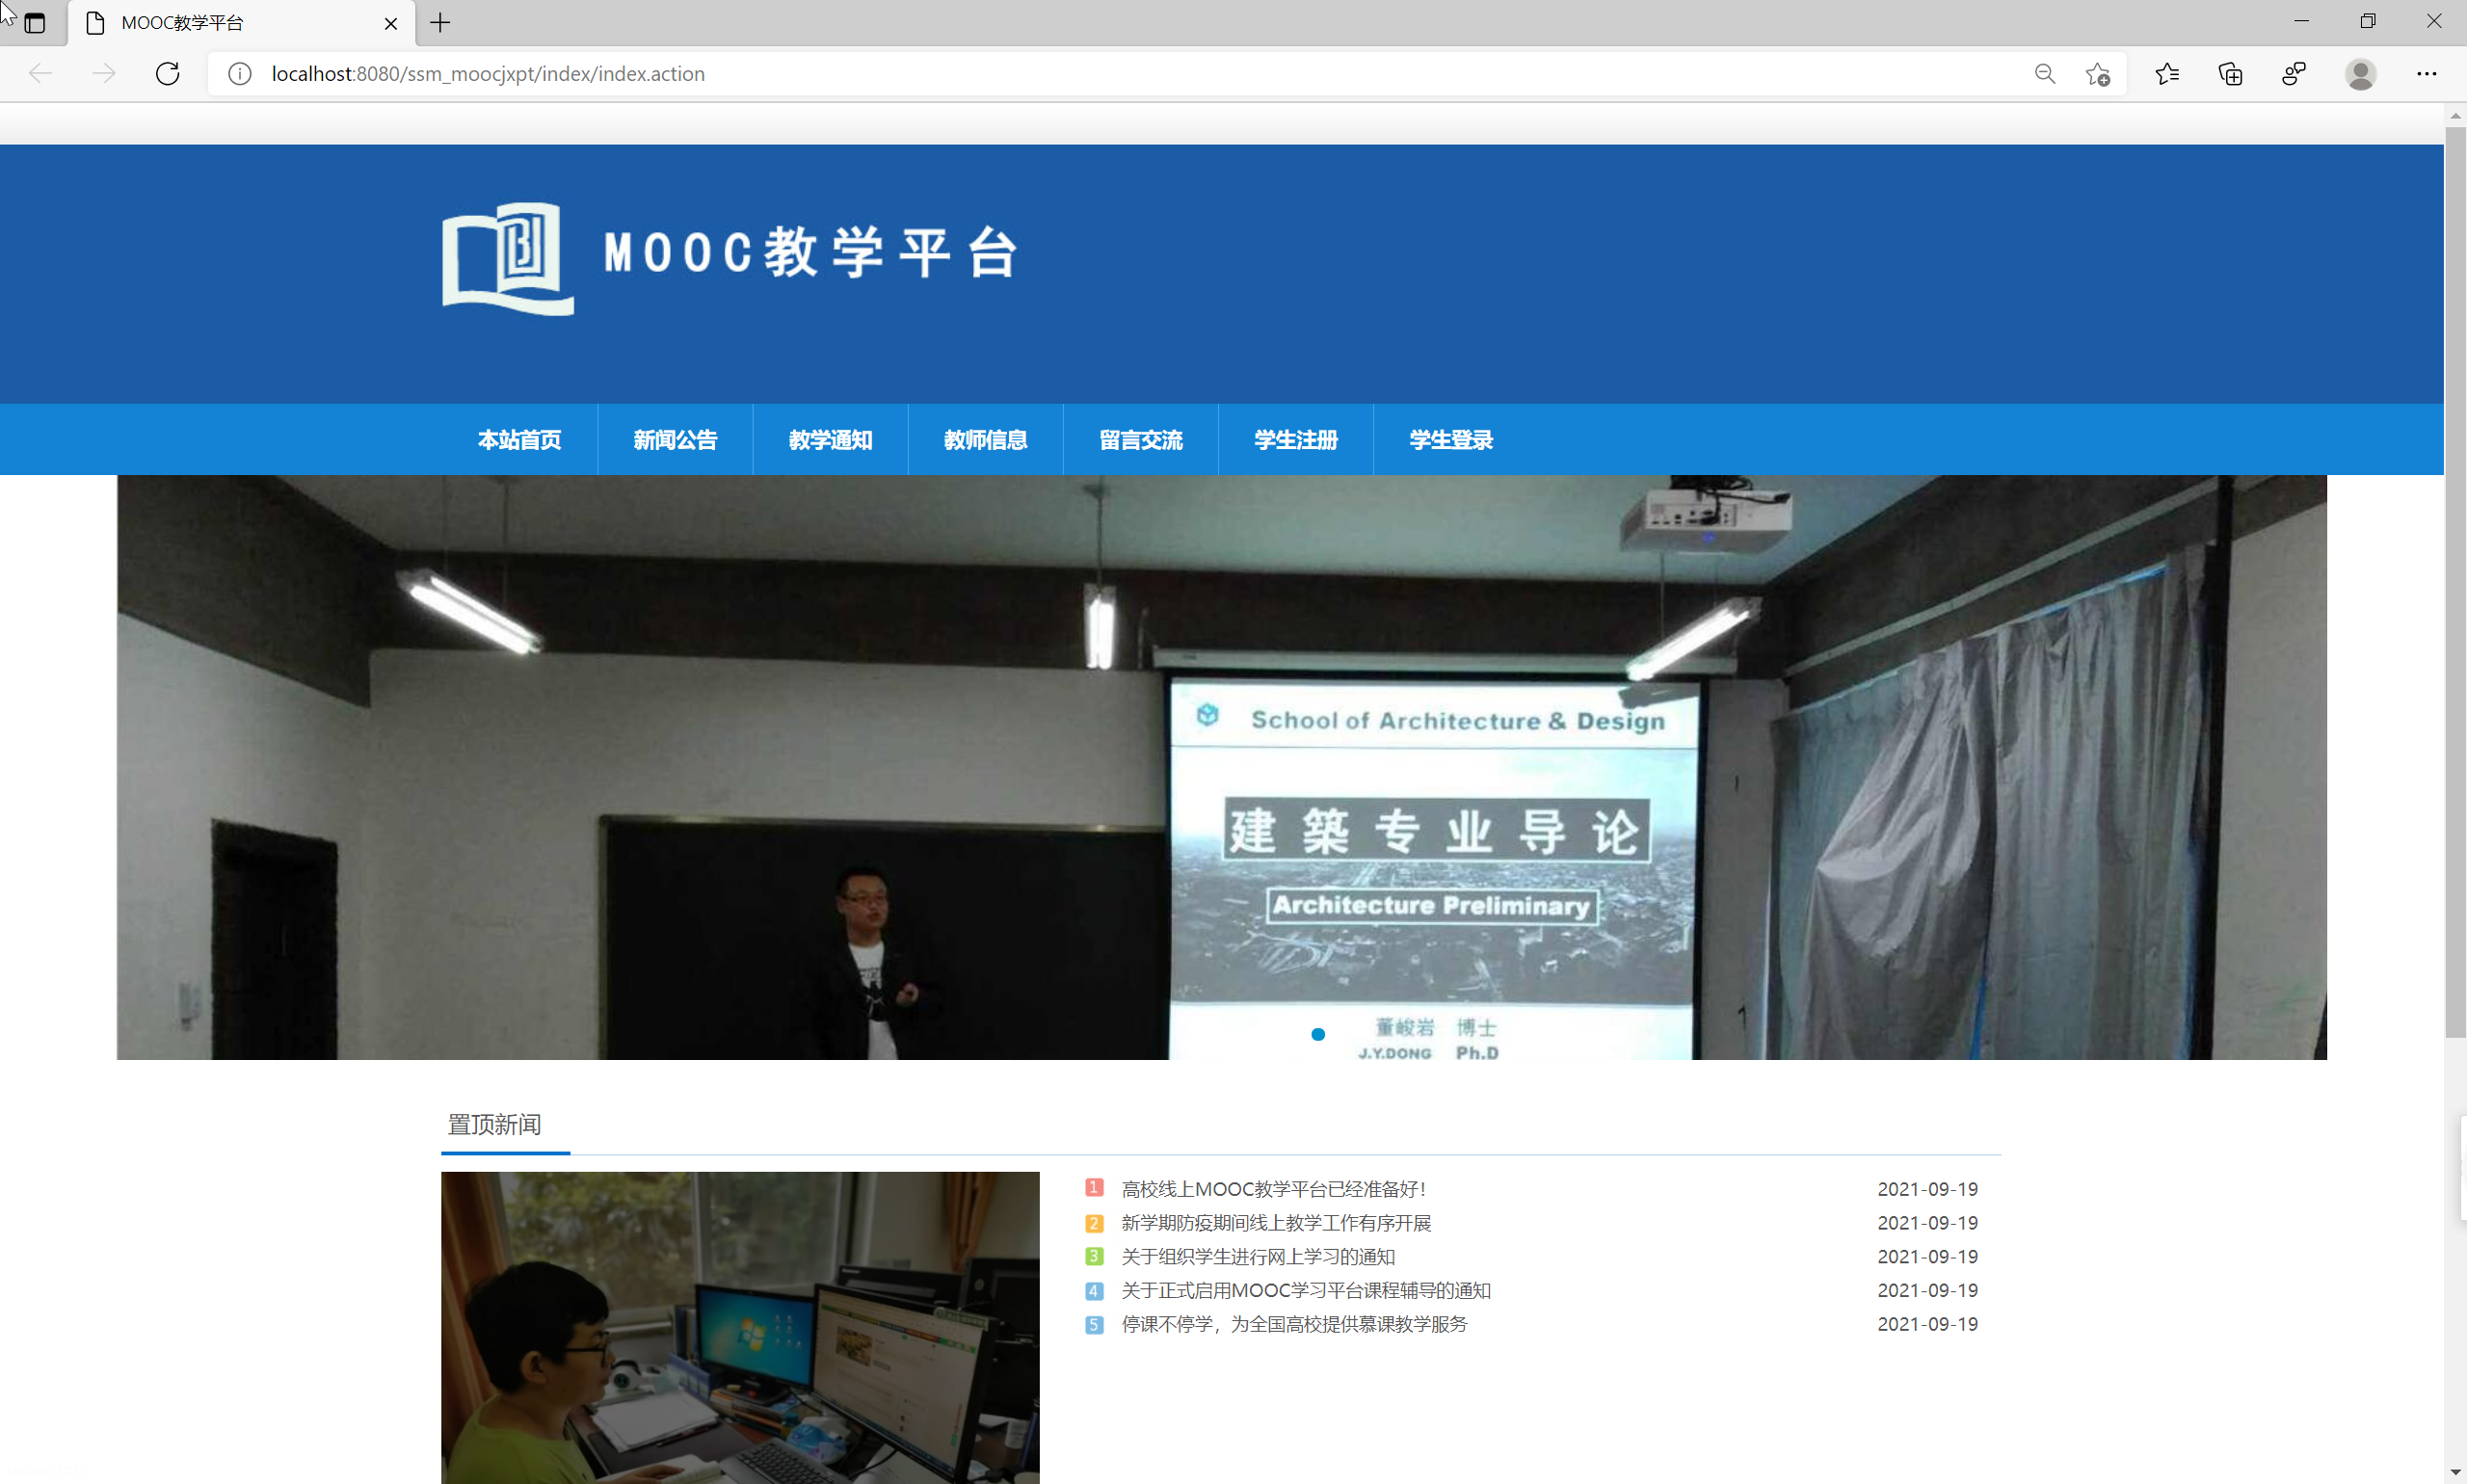 MOOC教学平台
localhost:8080/ssm_moocjxpt/index/index.action
MOOC教学平台
本站首页 新闻公告 教学通知 教师信息 留言交流 学生注册 学生登录
School of Architecture & Design
建築专业导论
Architecture Preliminary
董峻岩 博士
J.Y.DONG Ph.D
置顶新闻
1 高校线上MOOC教学平台已经准备好! 2021-09-19
2 新学期防疫期间线上教学工作有序开展 2021-09-19
3 关于组织学生进行网上学习的通知 2021-09-19
4 关于正式启用MOOC学习平台课程辅导的通知 2021-09-19
5 停课不停学，为全国高校提供慕课教学服务 2021-09-19